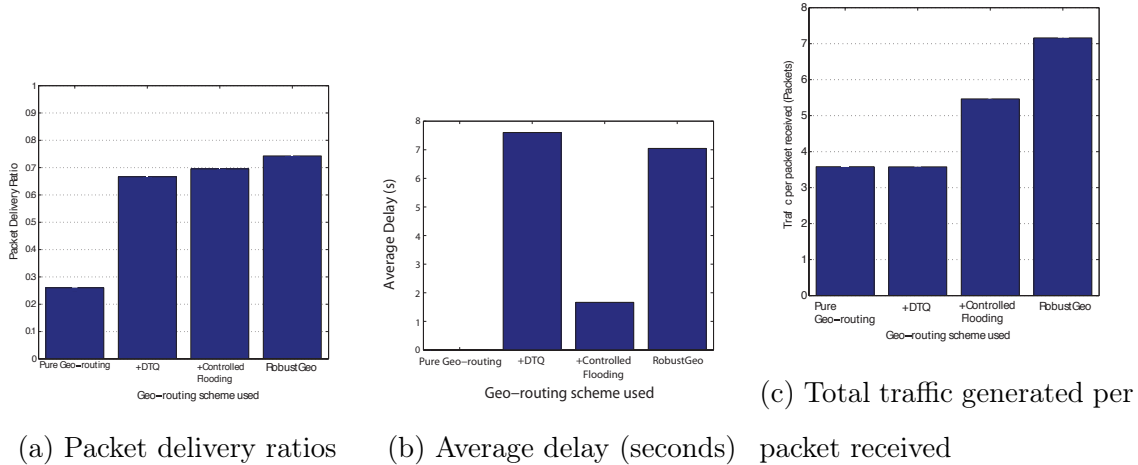 1
0.9
0.8
0.7
0.6
0.5
0.4
0.3
0.2
0.1
0
Packet Delivery Ratio
Pure Geo-routing
+DTQ
+Controlled
Flooding
RobustGeo
Geo-routing scheme used
(a) Packet delivery ratios
8
7
6
5
4
3
2
1
0
Average Delay (s)
Pure Geo-routing
+DTQ
+Controlled
Flooding
RobustGeo
Geo-routing scheme used
(b) Average delay (seconds)
8
7
6
5
4
3
2
1
0
Traf c per packet received (Packets)
Pure
Geo-routing
+DTQ
+Controlled
Flooding
RobustGeo
Geo-routing scheme used
(c) Total traffic generated per
packet received